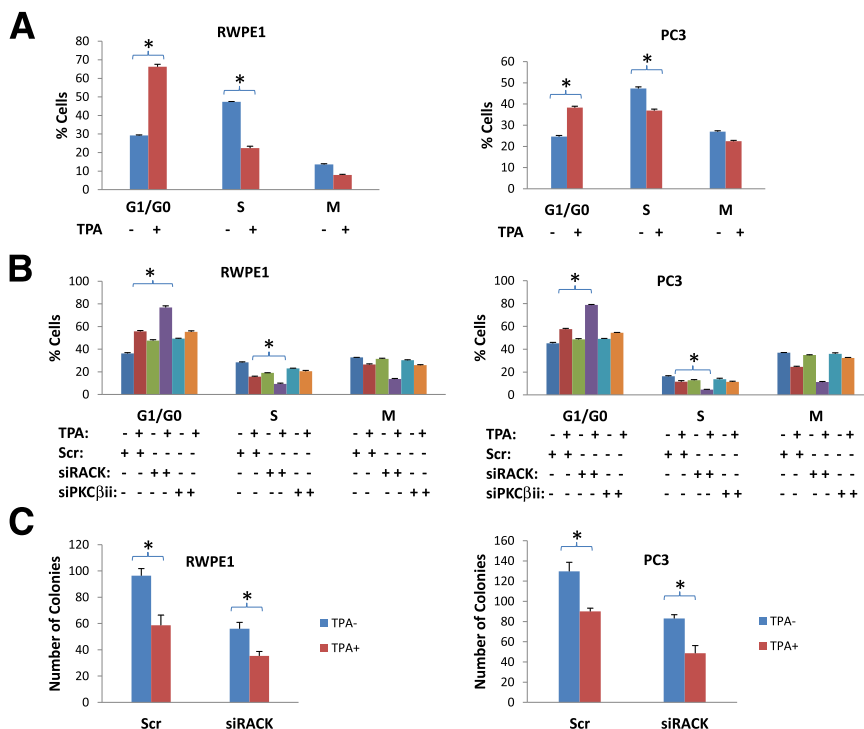 A
RWPE1
% Cells
80
70
60
50
40
30
20
10
0
*
*
G1/G0 S M
TPA - + - + - +
PC3
% Cells
60
50
40
30
20
10
0
*
*
G1/G0 S M
TPA - + - + - +
B
RWPE1
% Cells
100
80
60
40
20
0
*
*
G1/G0 S M
TPA: - + - + - + - + - + - + - + - + - +
Scr: + + - - - - + + - - - - + + - - - -
siRACK: - - + + - - - - + + - - - - + + - -
siPKCβii: - - - - + + - - - - + + - - - - + +
PC3
% Cells
100
80
60
40
20
0
*
*
G1/G0 S M
TPA: - + - + - + - + - + - + - + - + - +
Scr: + + - - - - + + - - - - + + - - - -
siRACK: - - + + - - - - + + - - - - + + - -
siPKCβii: - - - - + + - - - - + + - - - - + +
C
RWPE1
Number of Colonies
120
100
80
60
40
20
0
*
*
Scr siRACK
TPA-
TPA+
PC3
Number of Colonies
160
140
120
100
80
60
40
20
0
*
*
Scr siRACK
TPA-
TPA+